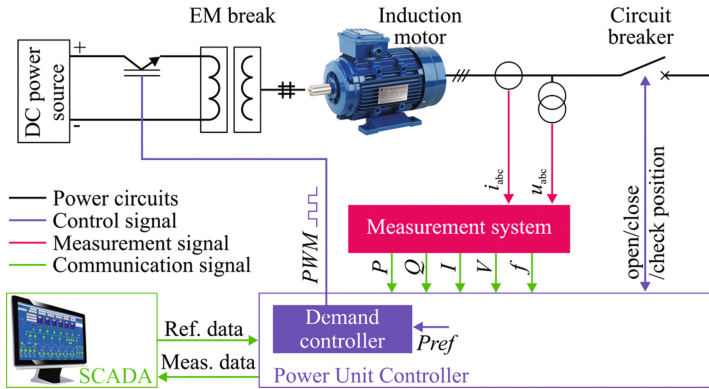 EM break
Induction
motor
Circuit
breaker
DC power
source
+
-
i abc
u abc
open/close
/check position
Power circuits
Control signal
Measurement signal
Communication signal
PWM
Measurement system
P
Q
I
V
f
Demand
controller
Pref
Ref. data
Meas. data
SCADA
Power Unit Controller